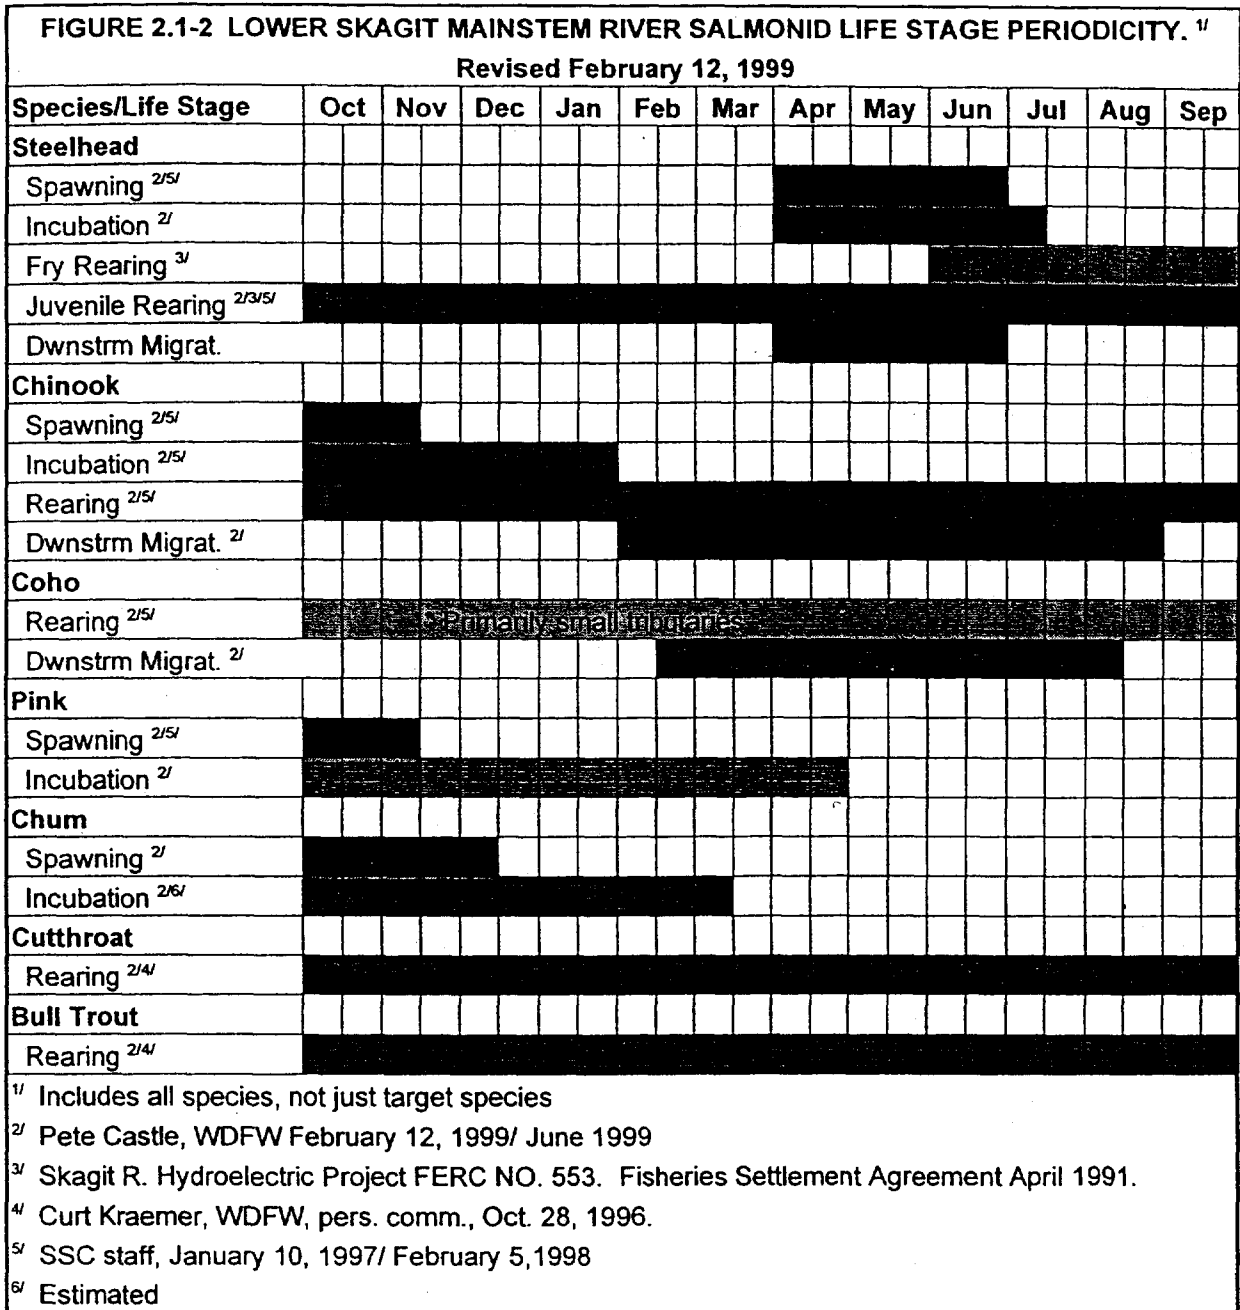 FIGURE 2.1-2 LOWER SKAGIT MAINSTEM RIVER SALMONID LIFE STAGE PERIODICITY. 1/
Revised February 12, 1999
Species/Life Stage Oct Nov Dec Jan Feb Mar Apr May Jun Jul Aug Sep
Steelhead
Spawning 2/5/
Incubation 2/
Fry Rearing 3/
Juvenile Rearing 2/3/5/
Dwnstrm Migrat.
Chinook
Spawning 2/5/
Incubation 2/5/
Rearing 2/5/
Dwnstrm Migrat. 2/
Coho
Rearing 2/5/ Primarily small tributaries
Dwnstrm Migrat. 2/
Pink
Spawning 2/5/
Incubation 2/
Chum
Spawning 2/
Incubation 2/6/
Cutthroat
Rearing 2/4/
Bull Trout
Rearing 2/4/
1/ Includes all species, not just target species
2/ Pete Castle, WDFW February 12, 1999/ June 1999
3/ Skagit R. Hydroelectric Project FERC NO. 553. Fisheries Settlement Agreement April 1991.
4/ Curt Kraemer, WDFW, pers. comm., Oct. 28, 1996.
5/ SSC staff, January 10, 1997/ February 5,1998
6/ Estimated